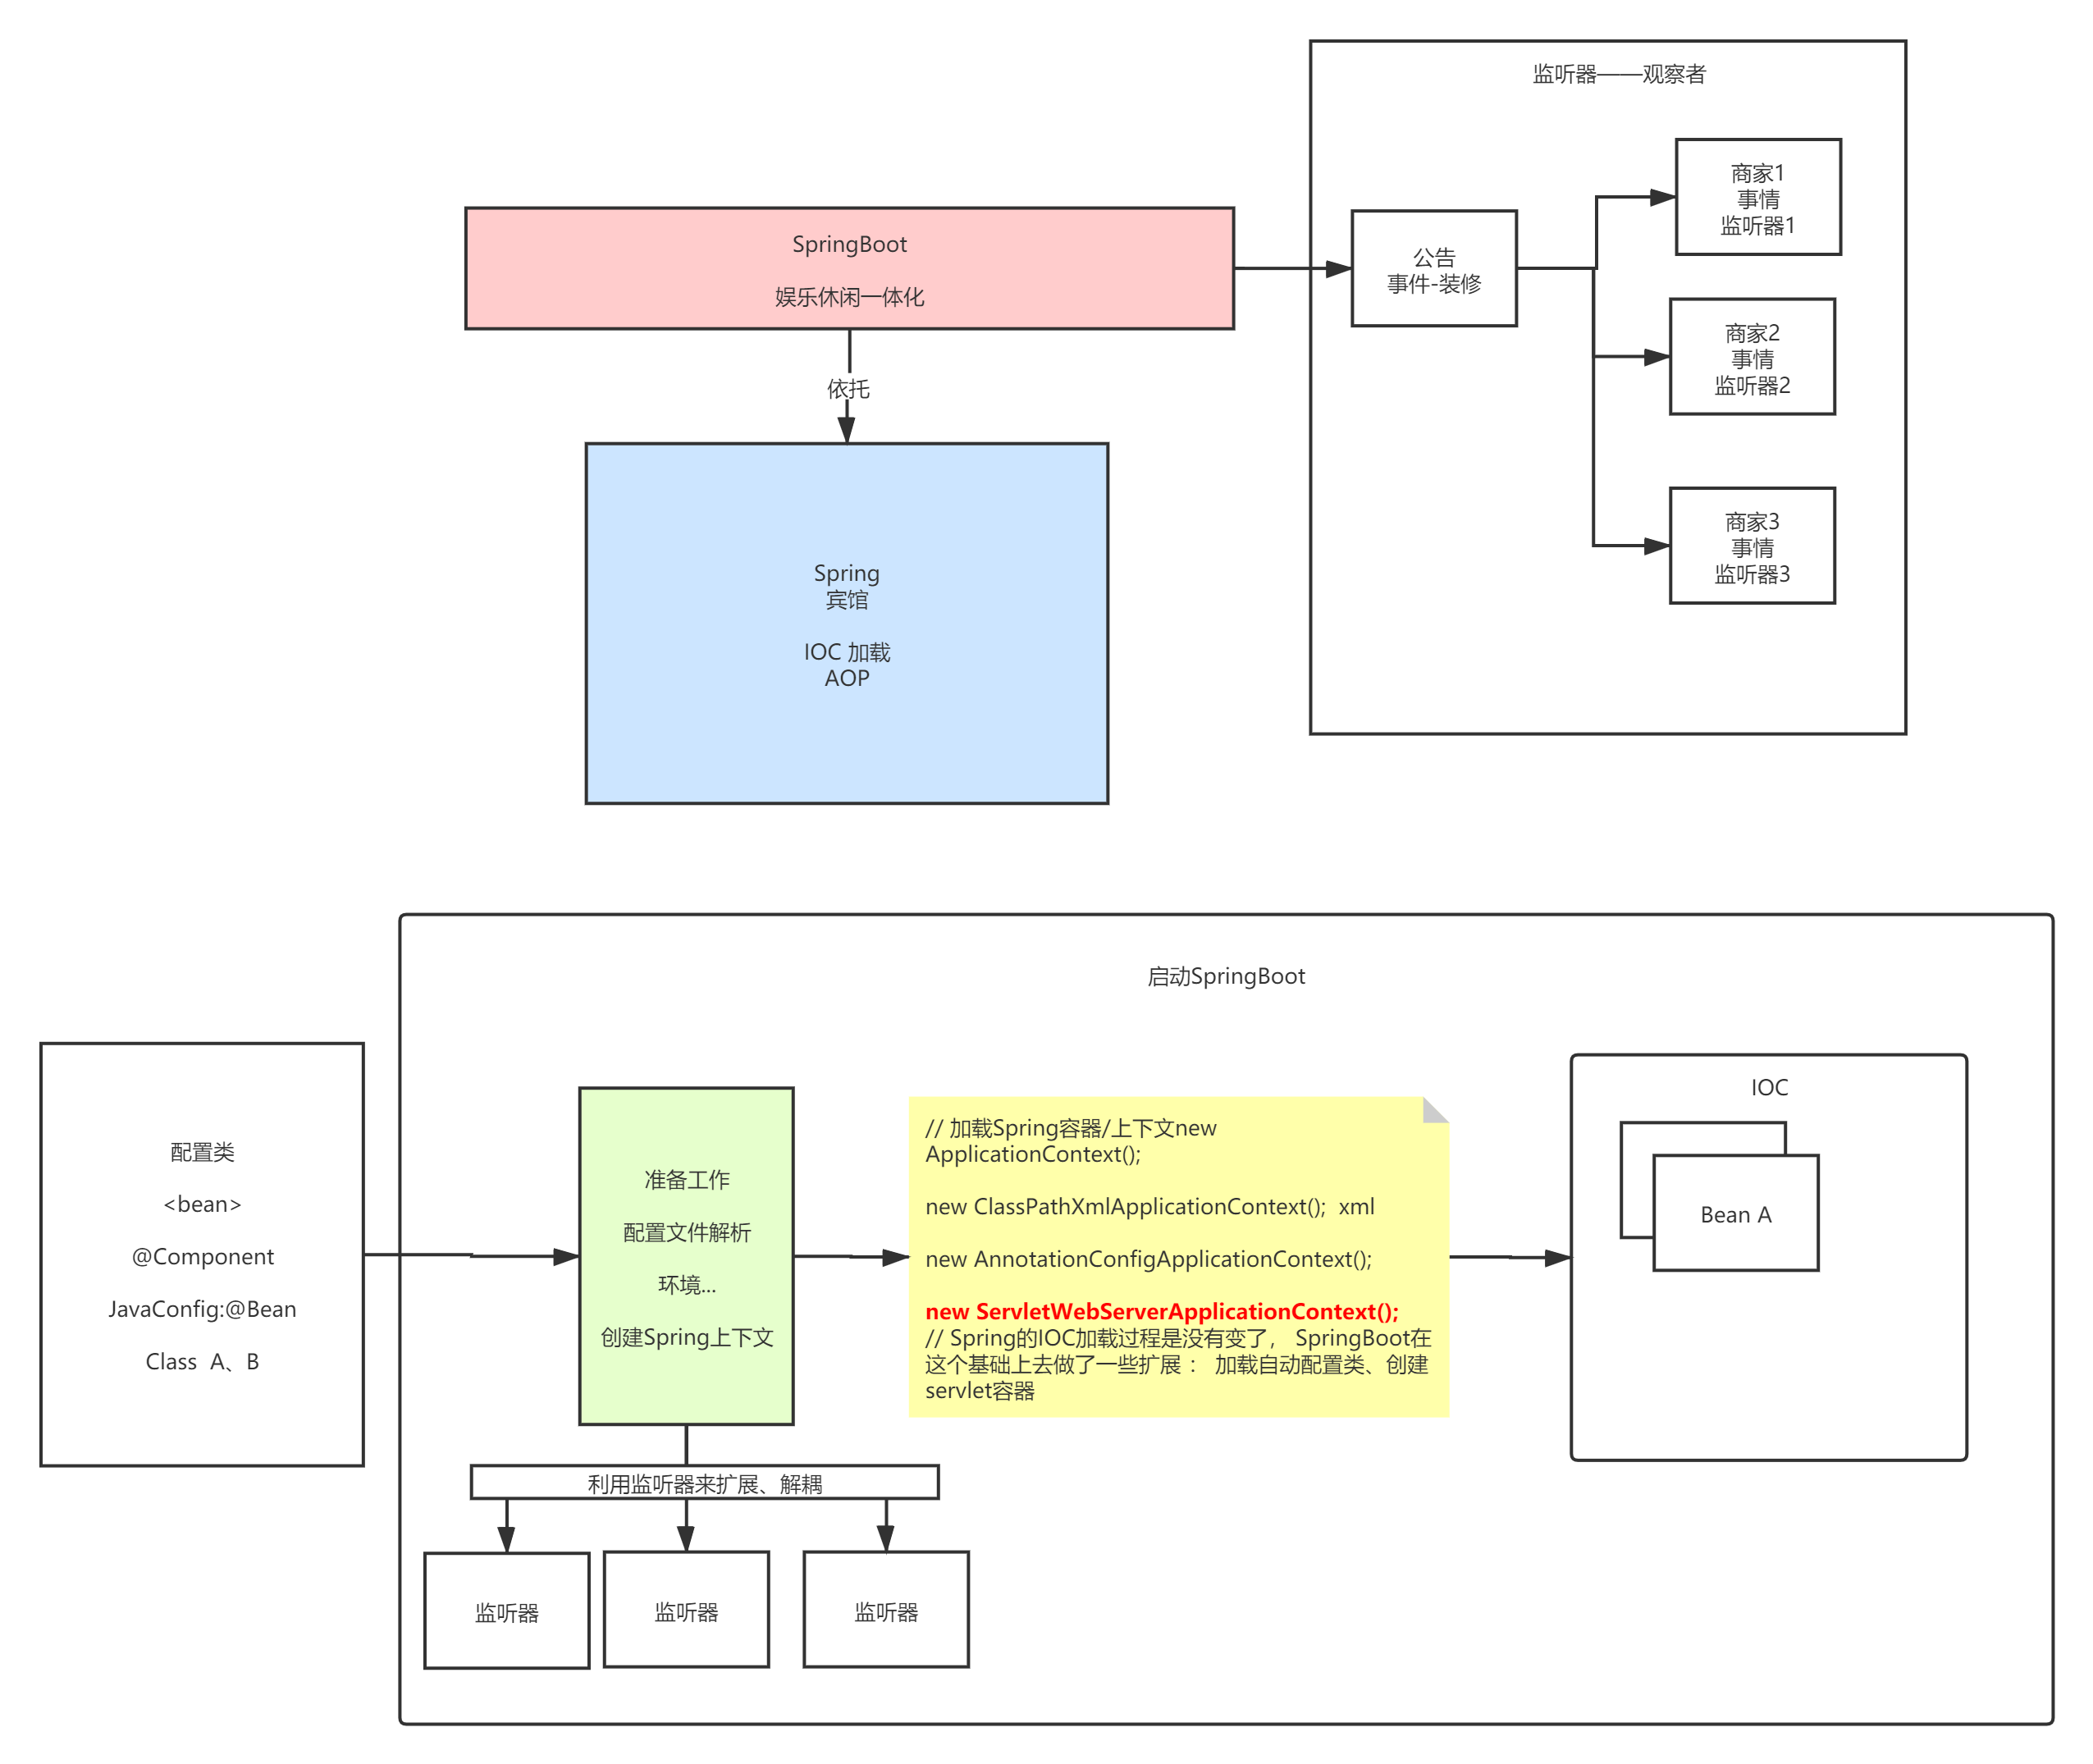 监听器——观察者
商家1
事情
监听器1
SpringBoot
娱乐休闲一体化
公告
事件-装修
商家2
事情
监听器2
依托
商家3
事情
监听器3
Spring
宾馆
IOC 加载
AOP
启动SpringBoot
配置类
<bean>
@Component
JavaConfig:@Bean
Class  A、B
准备工作
配置文件解析
环境...
创建Spring上下文
// 加载Spring容器/上下文new
ApplicationContext();
new ClassPathXmlApplicationContext();  xml
new AnnotationConfigApplicationContext();
new ServletWebServerApplicationContext();
// Spring的IOC加载过程是没有变了， SpringBoot在
这个基础上去做了一些扩展 ： 加载自动配置类、创建
servlet容器
IOC
Bean A
利用监听器来扩展、解耦
监听器
监听器
监听器